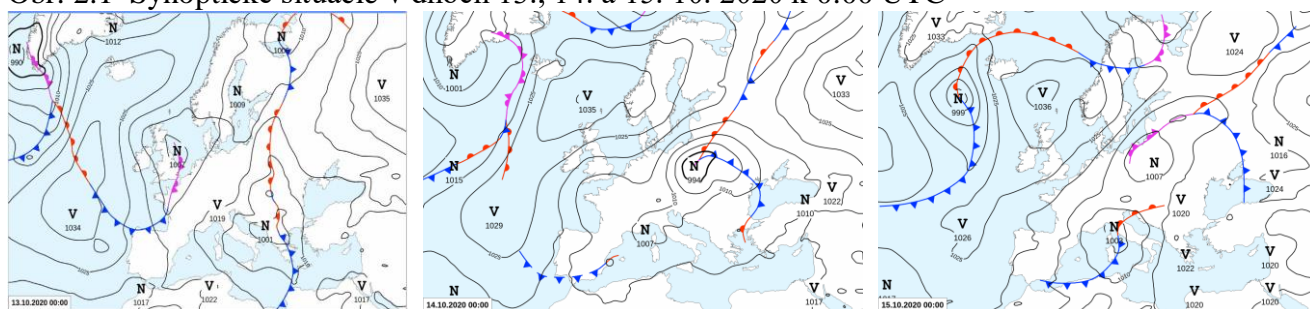 Obr. 2.1 Synoptické situácie v dňoch 13., 14. a 15. 10. 2020 k 0:00 UTC
N
990
N
1012
N
N
1009
V
1035
N
V
1034
V
1019
N
1001
N
1017
V
1022
V
1017
13.10.2020 00:00
N
1001
V
1035
V
1033
N
1015
N
994
V
1029
N
1007
V
1022
N
1010
N
V
1017
14.10.2020 00:00
V
1033
V
1024
N
999
V
1036
N
1007
N
1016
V
1024
V
1026
N
V
1020
V
1022
V
1020
N
V
1020
V
1020
15.10.2020 00:00